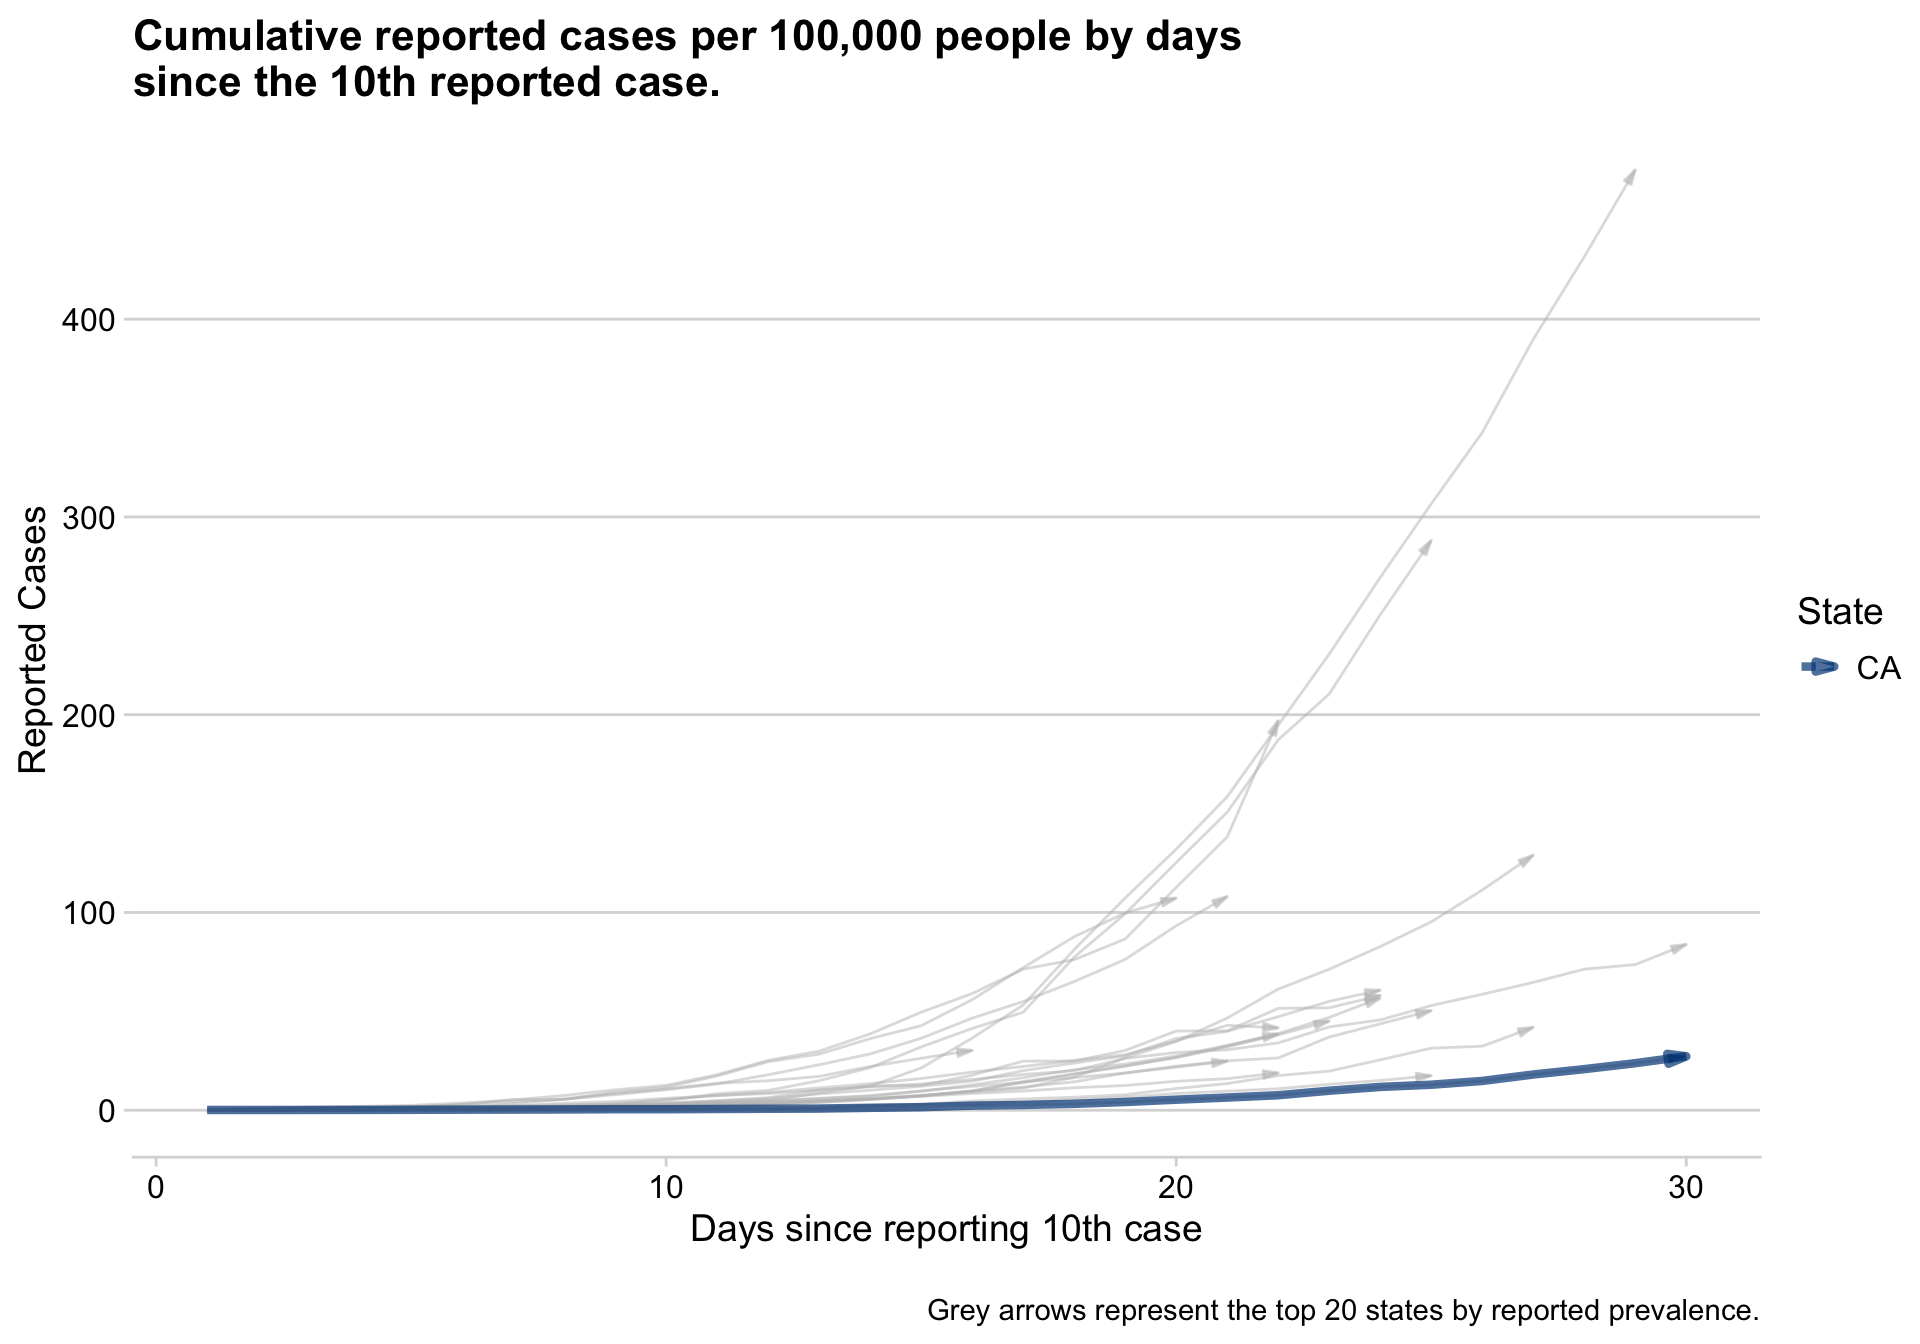 Cumulative reported cases per 100,000 people by days
since the 10th reported case.
Reported Cases
400
300
200
100
0
0 10 20 30
Days since reporting 10th case
State
CA
Grey arrows represent the top 20 states by reported prevalence.